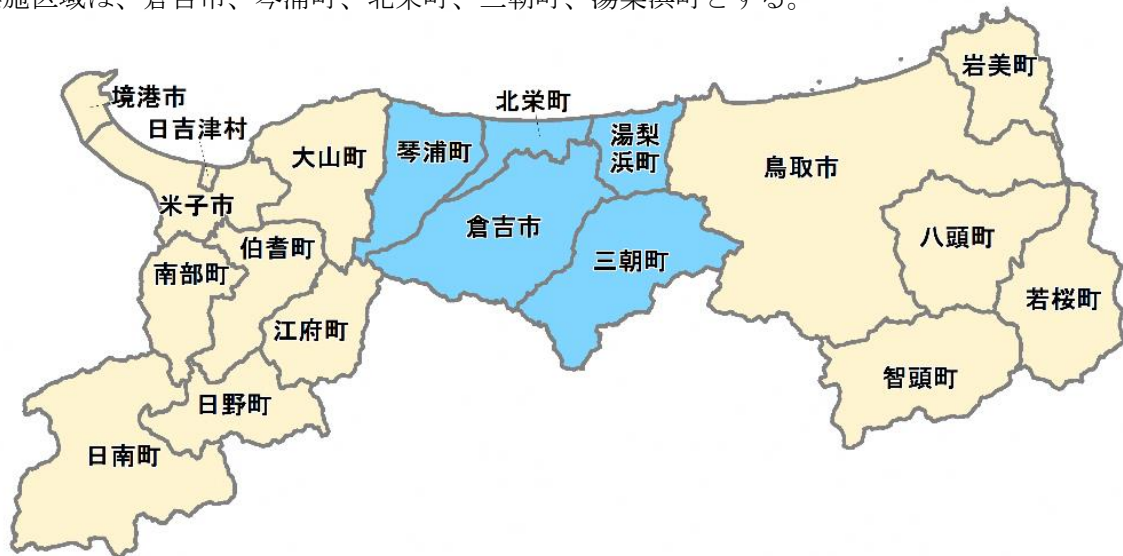 施区域は、倉吉市、琴浦町、北栄町、三朝町、湯梨浜町とする。
岩美町
境港市
北栄町
日吉津村
湯梨
浜町
大山町
琴浦町
鳥取市
米子市
倉吉市
伯耆町
八頭町
南部町
三朝町
若桜町
江府町
智頭町
日野町
日南町